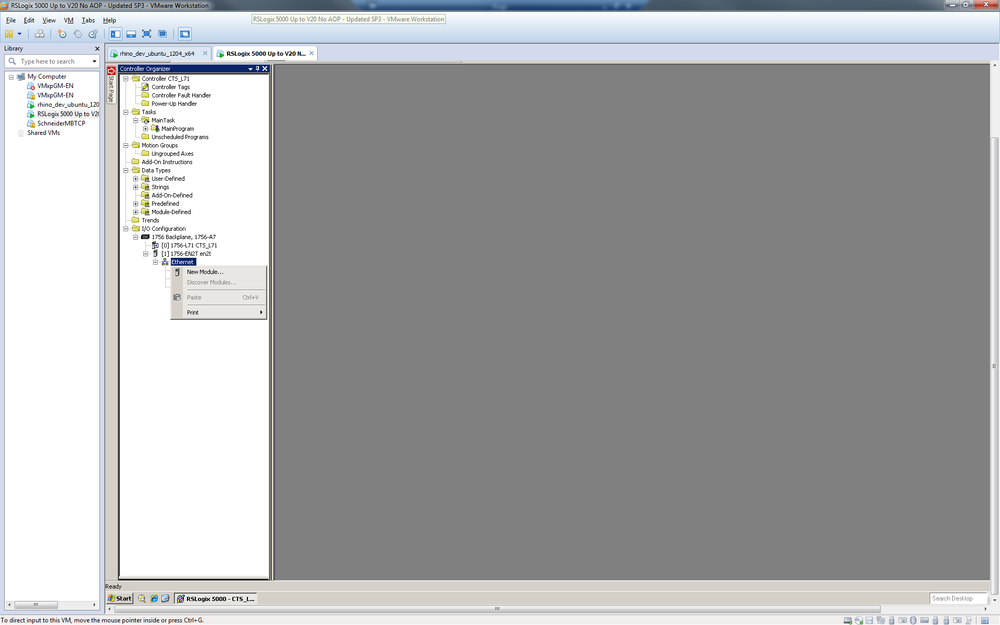 RSLogix 5000 Up to V20 No AOP - Updated SP3 - VMware Workstation
File Edit View VM Tabs Help
RSLogix 5000 Up to V20 No AOP - Updated SP3 - VMware Workstation
Library
Type here to search
My Computer
VMxpGM-EN
VMxpGM-EN
rhino_dev_ubuntu_120
RSLogix 5000 Up to V20
SchneiderMBTCP
Shared VMs
rhino_dev_ubuntu_1204_x64
RSLogix 5000 Up to V20 N...
Start Page
Controller Organizer
Controller CTS_L71
Controller Tags
Controller Fault Handler
Power-Up Handler
Tasks
MainTask
MainProgram
Unscheduled Programs
Motion Groups
Ungrouped Axes
Add-On Instructions
Data Types
User-Defined
Strings
Add-On-Defined
Predefined
Module-Defined
Trends
I/O Configuration
1756 Backplane, 1756-A7
[0] 1756-L71 CTS_L71
[1] 1756-EN2T en2t
Ethernet
New Module...
Discover Modules...
Paste Ctrl+V
Print
Ready
Start
RSLogix 5000 - CTS_L...
Search Desktop
To direct input to this VM, move the mouse pointer inside or press Ctrl+G.